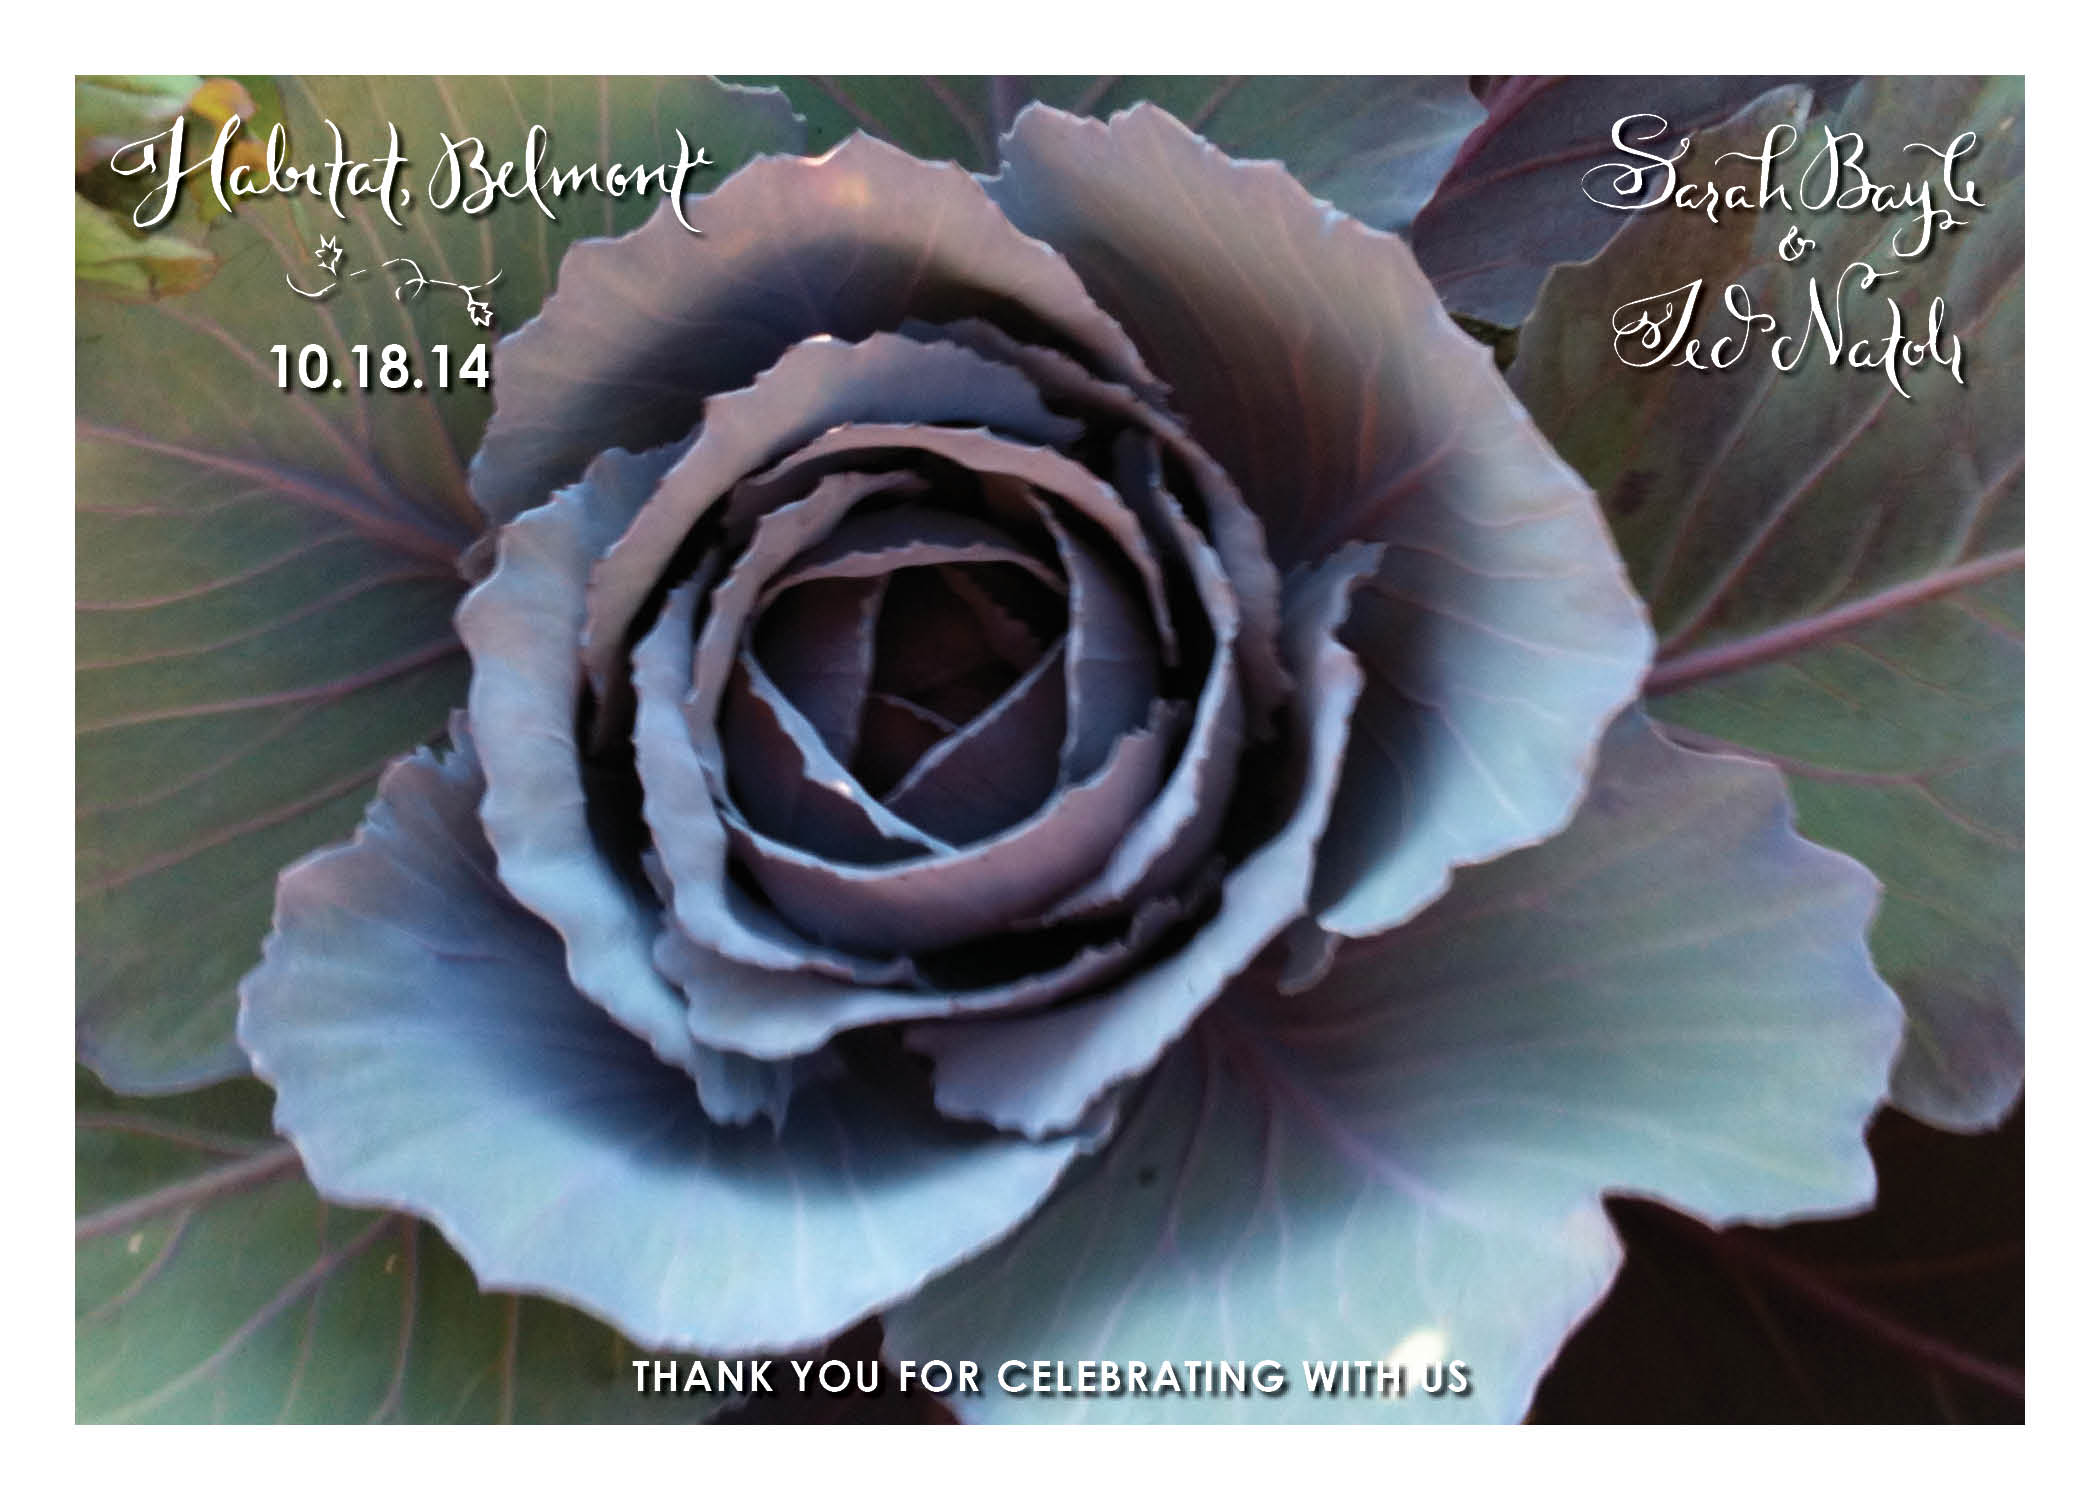 Habitat, Belmont
10.18.14
Sarah Bayle
&
Ted Natoli
THANK YOU FOR CELEBRATING WITH US